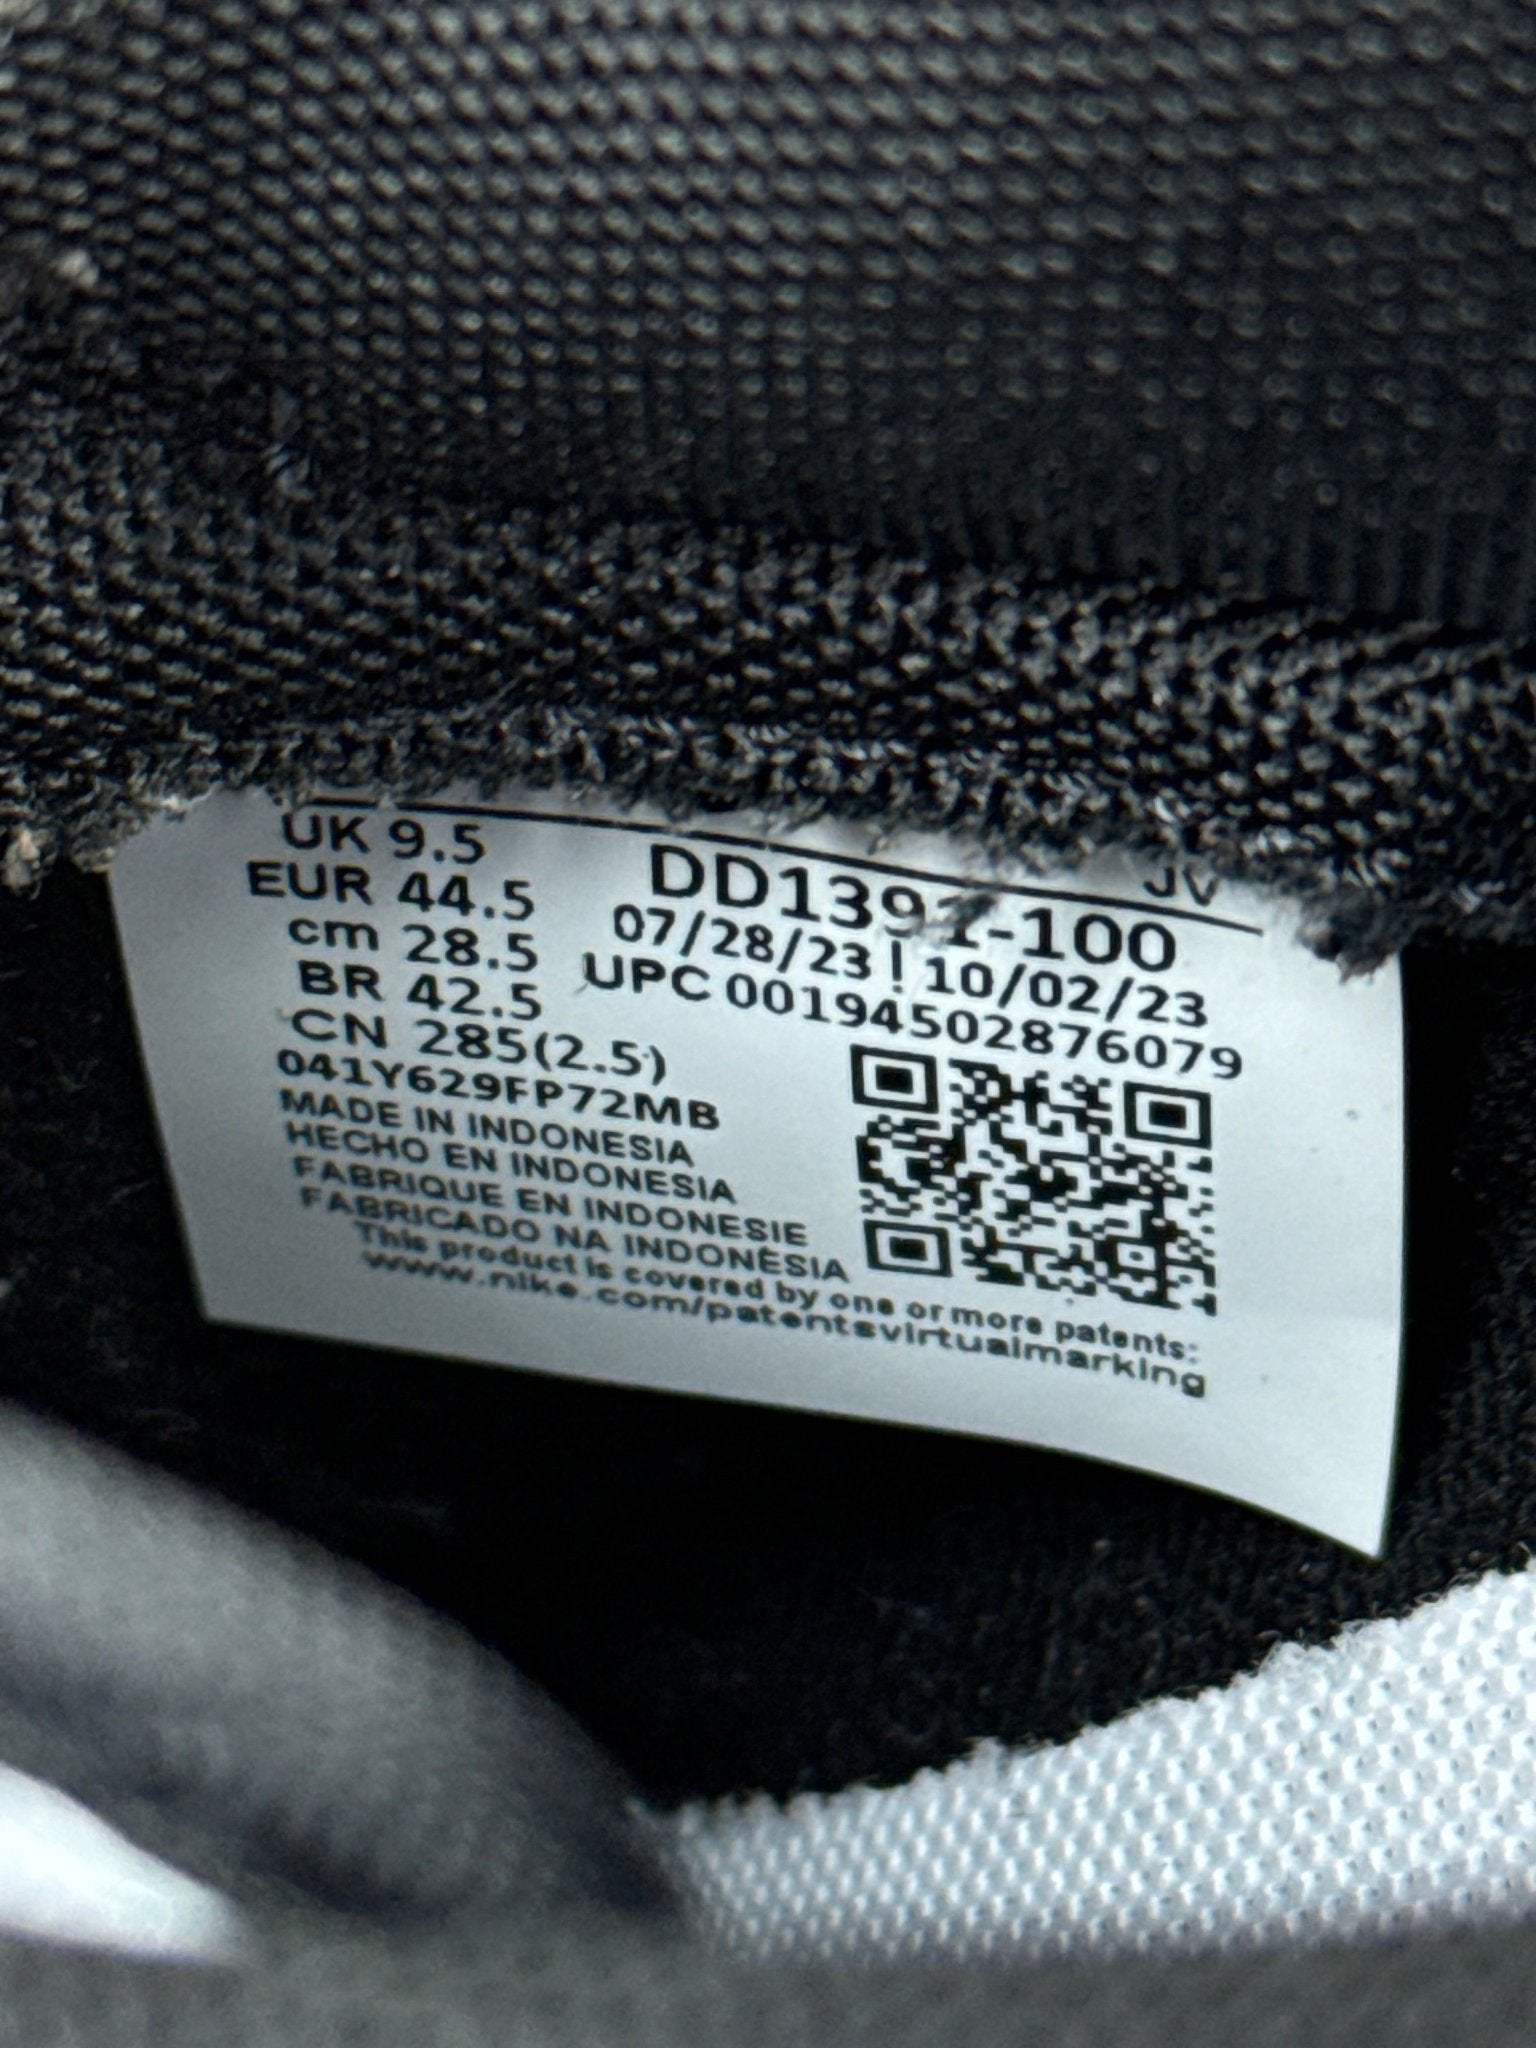 UK 9.5
EUR 44.5
cm 28.5
BR 42.5
CN 285(2.5)
JV
DD1391-100
07/28/23 ! 10/02/23
UPC 00194502876079
041Y629FP72MB
MADE IN INDONESIA
HECHO EN INDONESIA
FABRIQUE EN INDONESIE
FABRICADO NA INDONÉSIA
This product is covered by one or more patents:
www.nike.com/patentsvirtualmarking